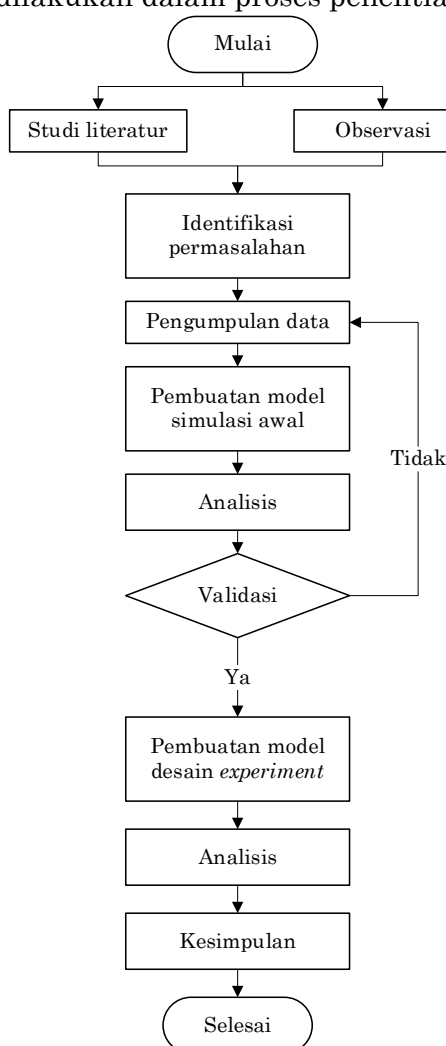 dilakukan dalam proses penelitia
Mulai
Studi literatur
Observasi
Identifikasi
permasalahan
Pengumpulan data
Pembuatan model
simulasi awal
Tidak
Analisis
Validasi
Ya
Pembuatan model
desain experiment
Analisis
Kesimpulan
Selesai